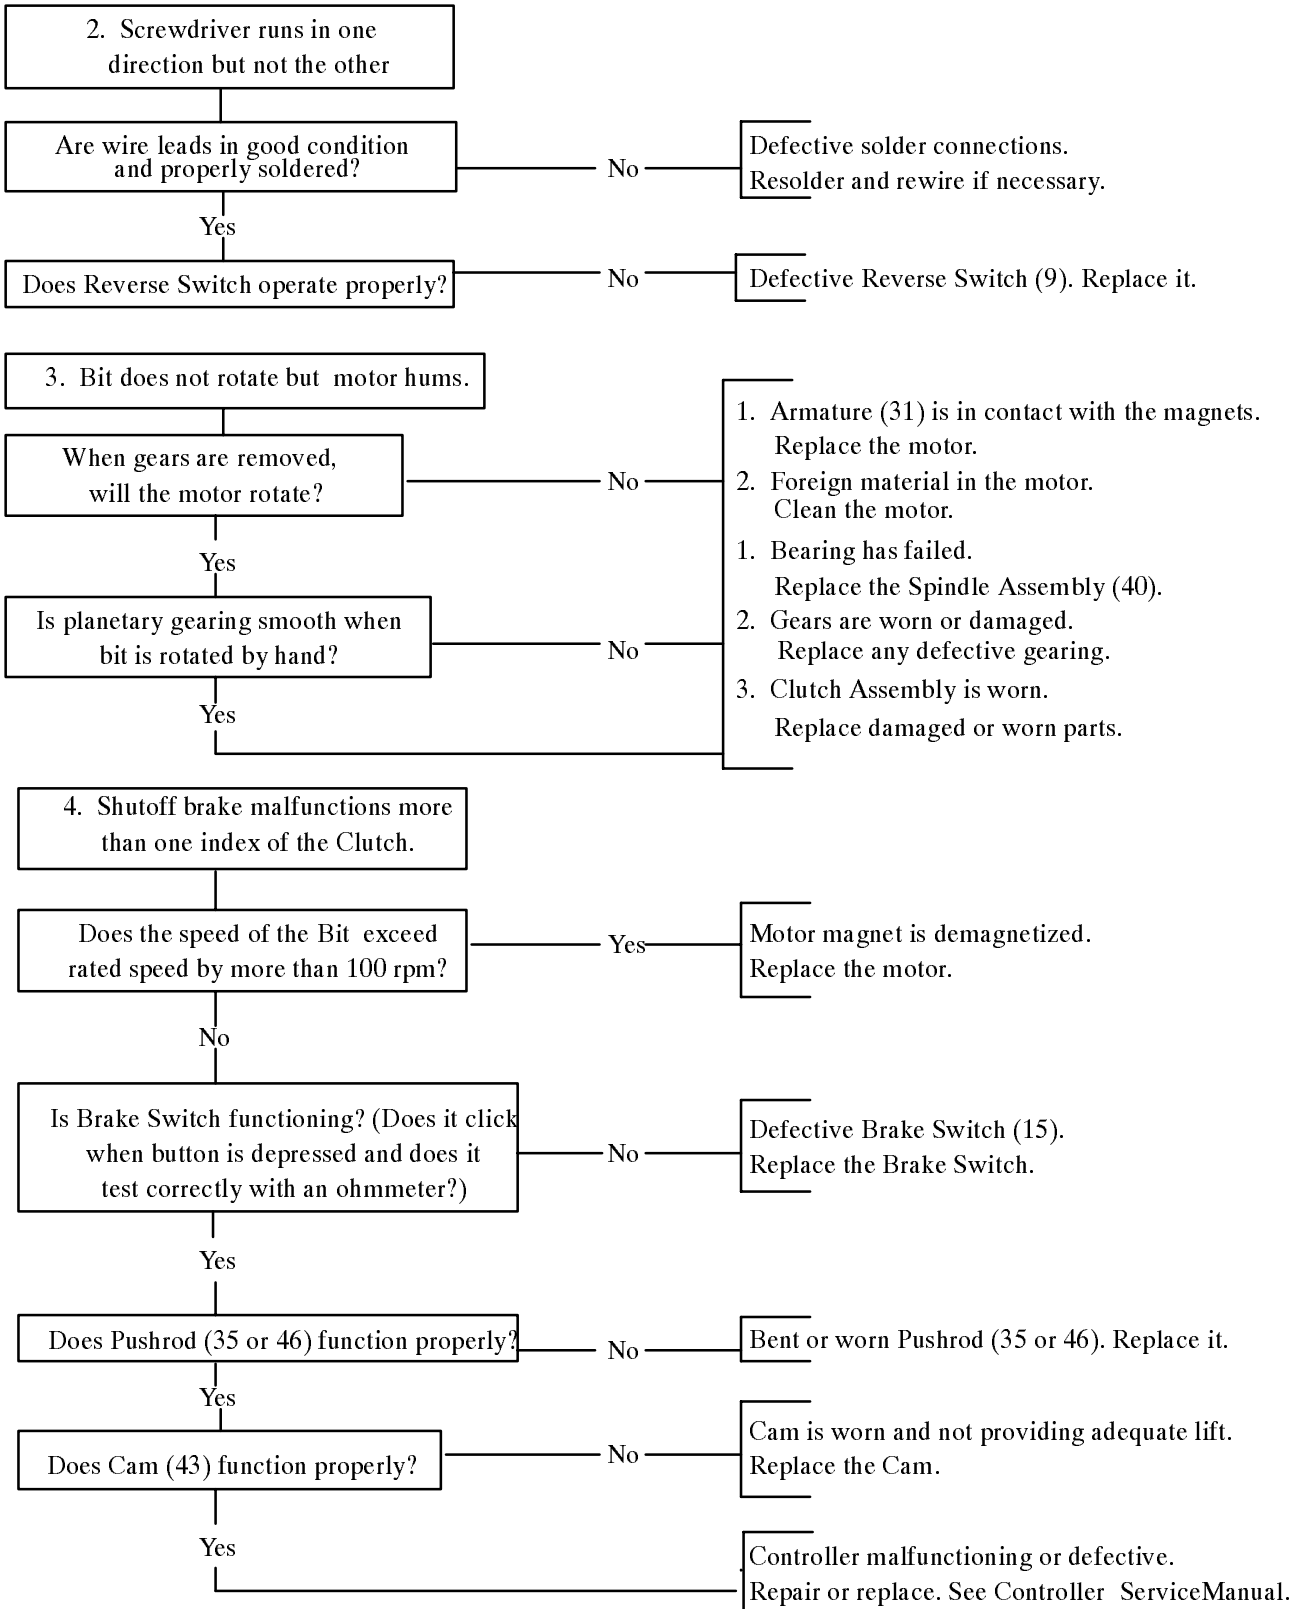 2. Screwdriver runs in one
direction but not the other
Are wire leads in good condition
and properly soldered?
No
Defective solder connections.
Resolder and rewire if necessary.
Yes
Does Reverse Switch operate properly?
No
Defective Reverse Switch (9). Replace it.
3. Bit does not rotate but motor hums.
When gears are removed,
will the motor rotate?
No
1. Armature (31) is in contact with the magnets.
Replace the motor.
2. Foreign material in the motor.
Clean the motor.
Yes
Is planetary gearing smooth when
bit is rotated by hand?
No
1. Bearing has failed.
Replace the Spindle Assembly (40).
2. Gears are worn or damaged.
Replace any defective gearing.
3. Clutch Assembly is worn.
Replace damaged or worn parts.
Yes
4. Shutoff brake malfunctions more
than one index of the Clutch.
Does the speed of the Bit exceed
rated speed by more than 100 rpm?
Yes
Motor magnet is demagnetized.
Replace the motor.
No
Is Brake Switch functioning? (Does it click
when button is depressed and does it
test correctly with an ohmmeter?)
No
Defective Brake Switch (15).
Replace the Brake Switch.
Yes
Does Pushrod (35 or 46) function properly?
No
Bent or worn Pushrod (35 or 46). Replace it.
Yes
Does Cam (43) function properly?
No
Cam is worn and not providing adequate lift.
Replace the Cam.
Yes
Controller malfunctioning or defective.
Repair or replace. See Controller ServiceManual.